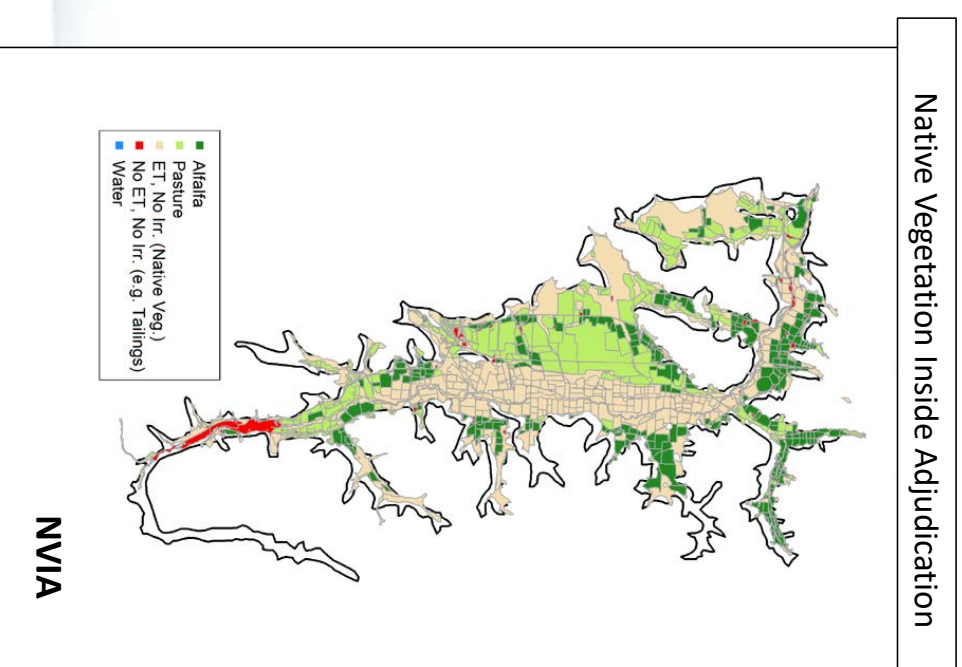 Native Vegetation Inside Adjudication
Alfalfa
Pasture
ET, No Irr. (Native Veg.)
No ET, No Irr. (e.g. Tailings)
Water
NVIA